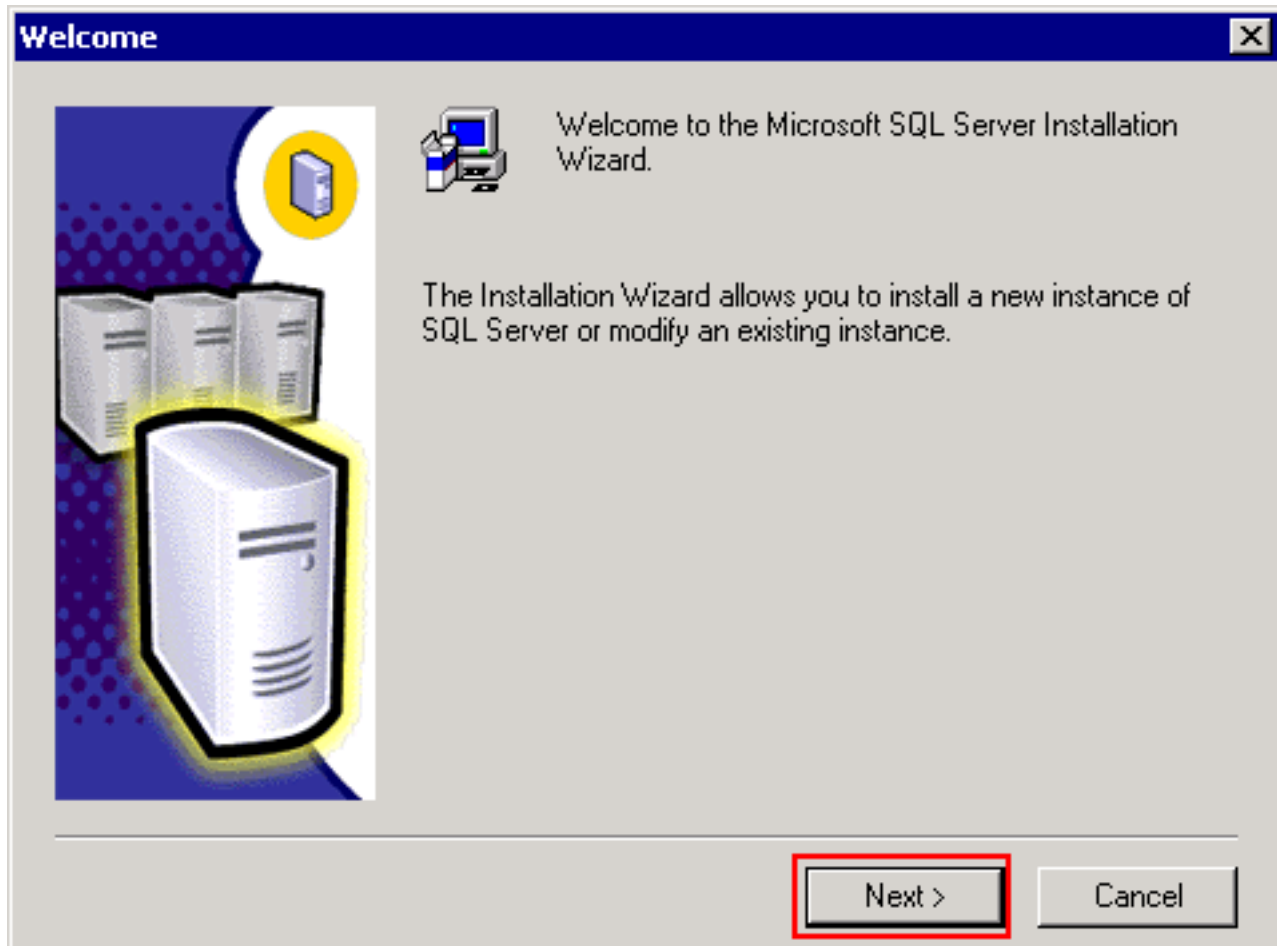 Welcome
Welcome to the Microsoft SQL Server Installation
Wizard.
The Installation Wizard allows you to install a new instance of
SQL Server or modify an existing instance.
Next >
Cancel